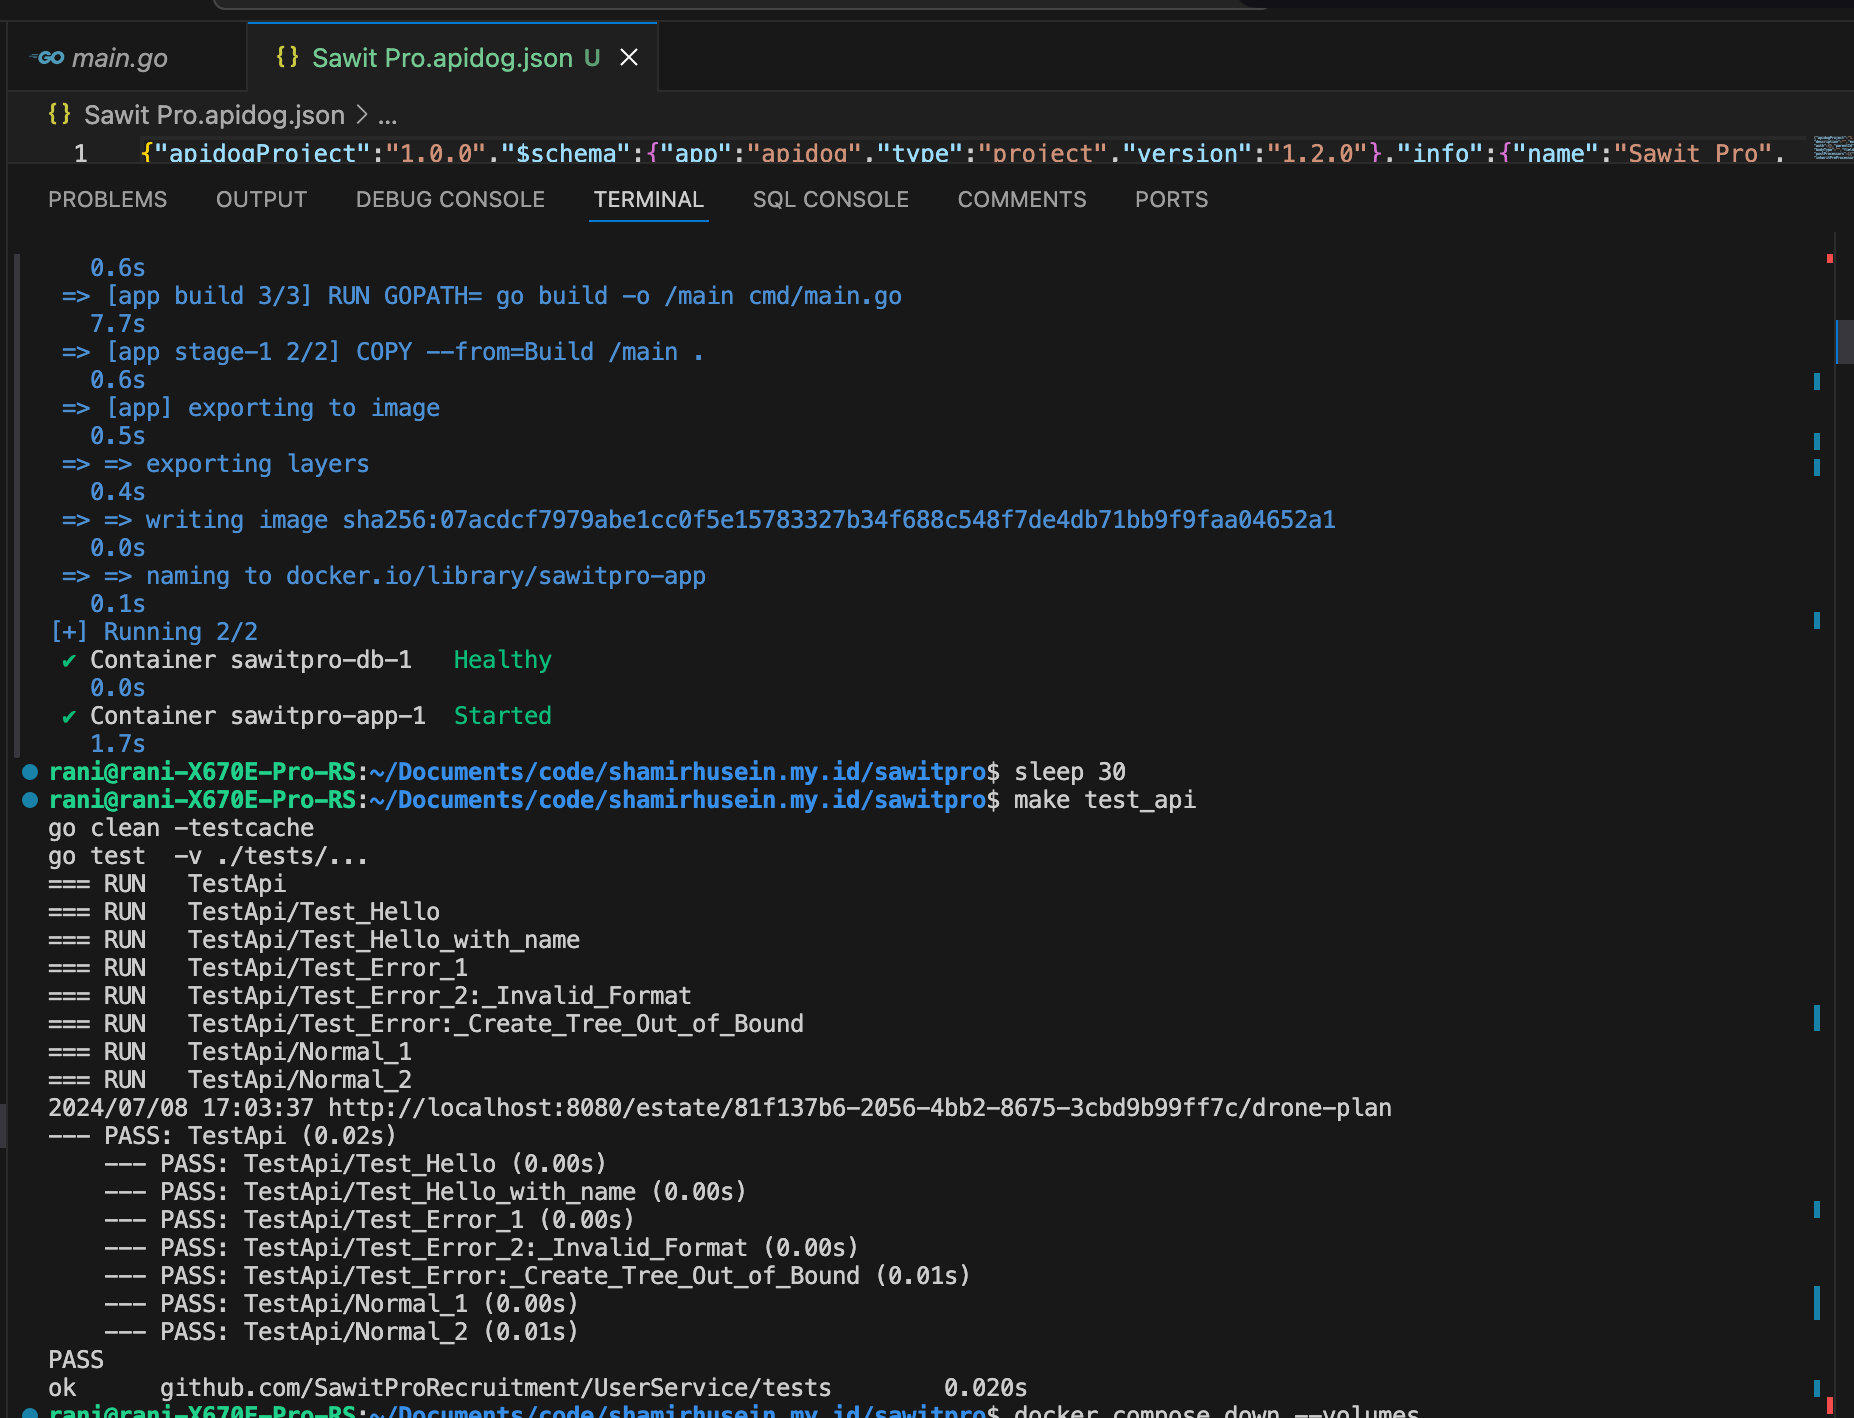 GO main.go
{} Sawit Pro.apidog.json U
{} Sawit Pro.apidog.json > ...
1 {"apidogProject":"1.0.0","$schema":{"app":"apidog","type":"project","version":"1.2.0"},"info":{"name":"Sawit Pro",
PROBLEMS OUTPUT DEBUG CONSOLE TERMINAL SQL CONSOLE COMMENTS PORTS
0.6s
=> [app build 3/3] RUN GOPATH= go build -o /main cmd/main.go
7.7s
=> [app stage-1 2/2] COPY --from=Build /main .
0.6s
=> [app] exporting to image
0.5s
=> => exporting layers
0.4s
=> => writing image sha256:07acdcf7979abe1cc0f5e15783327b34f688c548f7de4db71bb9f9faa04652a1
0.0s
=> => naming to docker.io/library/sawitpro-app
0.1s
[+] Running 2/2
✔ Container sawitpro-db-1 Healthy
0.0s
✔ Container sawitpro-app-1 Started
1.7s
rani@rani-X670E-Pro-RS:~/Documents/code/shamirhusein.my.id/sawitpro$ sleep 30
rani@rani-X670E-Pro-RS:~/Documents/code/shamirhusein.my.id/sawitpro$ make test_api
go clean -testcache
go test -v ./tests/...
=== RUN TestApi
=== RUN TestApi/Test_Hello
=== RUN TestApi/Test_Hello_with_name
=== RUN TestApi/Test_Error_1
=== RUN TestApi/Test_Error_2:_Invalid_Format
=== RUN TestApi/Test_Error:_Create_Tree_Out_of_Bound
=== RUN TestApi/Normal_1
=== RUN TestApi/Normal_2
2024/07/08 17:03:37 http://localhost:8080/estate/81f137b6-2056-4bb2-8675-3cbd9b99ff7c/drone-plan
--- PASS: TestApi (0.02s)
--- PASS: TestApi/Test_Hello (0.00s)
--- PASS: TestApi/Test_Hello_with_name (0.00s)
--- PASS: TestApi/Test_Error_1 (0.00s)
--- PASS: TestApi/Test_Error_2:_Invalid_Format (0.00s)
--- PASS: TestApi/Test_Error:_Create_Tree_Out_of_Bound (0.01s)
--- PASS: TestApi/Normal_1 (0.00s)
--- PASS: TestApi/Normal_2 (0.01s)
PASS
ok github.com/SawitProRecruitment/UserService/tests 0.020s
rani@rani-X670E-Pro-RS:~/Documents/code/shamirhusein.my.id/sawitpro$ docker compose down --volumes